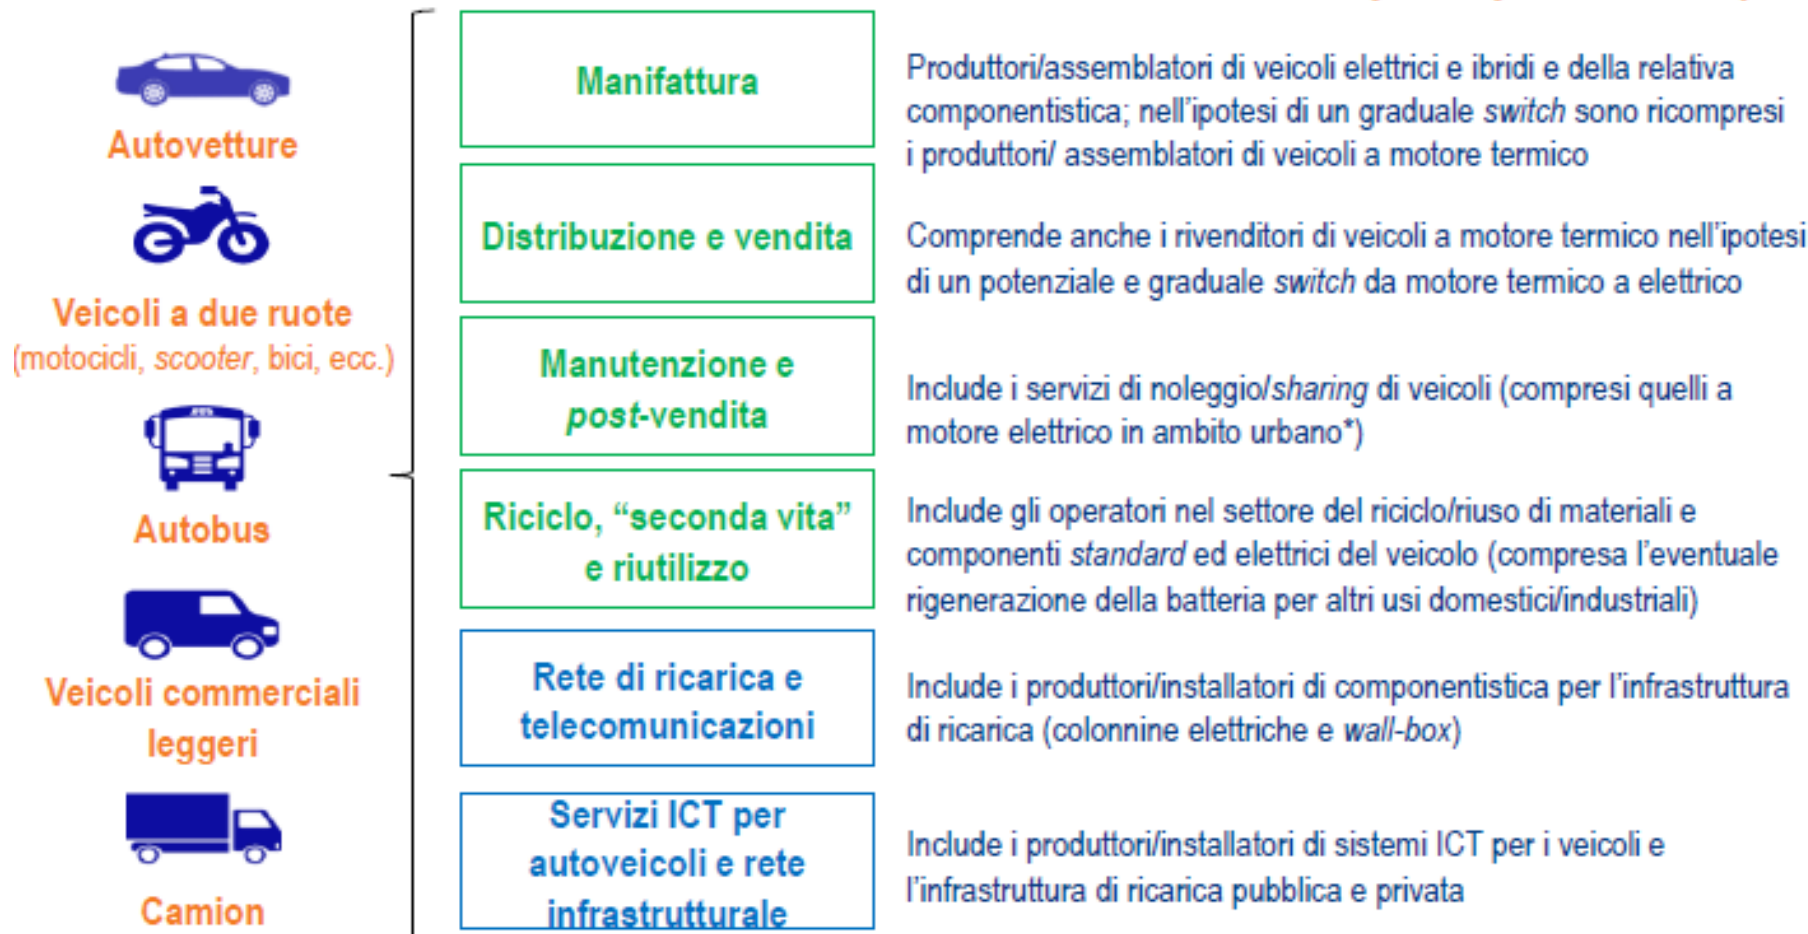 Autovetture
Veicoli a due ruote
(motocicli, scooter, bici, ecc.)
Autobus
Veicoli commerciali
leggeri
Camion
Manifattura
Produttori/assemblatori di veicoli elettrici e ibridi e della relativa
componentistica; nell'ipotesi di un graduale switch sono ricompresi
i produttori/ assemblatori di veicoli a motore termico
Distribuzione e vendita
Comprende anche i rivenditori di veicoli a motore termico nell'ipotesi
di un potenziale e graduale switch da motore termico a elettrico
Manutenzione e
post-vendita
Include i servizi di noleggio/sharing di veicoli (compresi quelli a
motore elettrico in ambito urbano*)
Riciclo, “seconda vita”
e riutilizzo
Include gli operatori nel settore del riciclo/riuso di materiali e
componenti standard ed elettrici del veicolo (compresa l'eventuale
rigenerazione della batteria per altri usi domestici/industriali)
Rete di ricarica e
telecomunicazioni
Include i produttori/installatori di componentistica per l'infrastruttura
di ricarica (colonnine elettriche e wall-box)
Servizi ICT per
autoveicoli e rete
infrastrutturale
Include i produttori/installatori di sistemi ICT per i veicoli e
l'infrastruttura di ricarica pubblica e privata